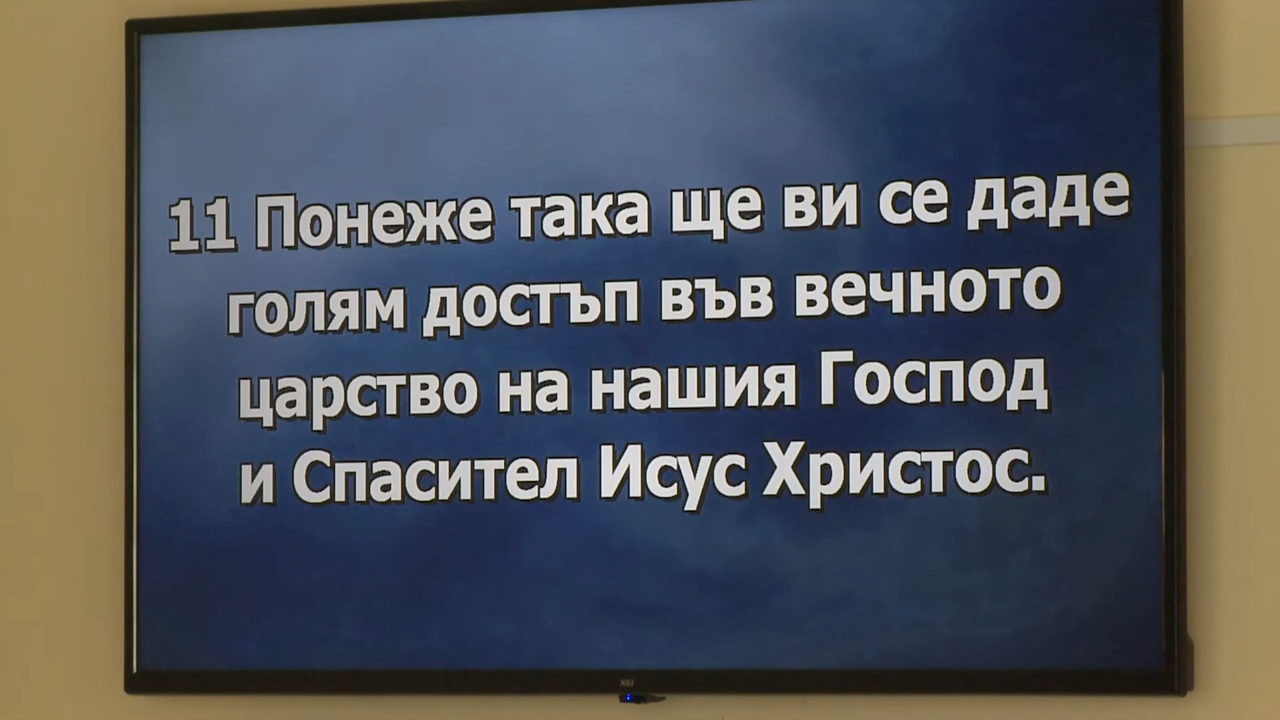 11 Понеже така ще ви се даде
голям достъп във вечното
царство на нашия Господ
и Спасител Исус Христос.